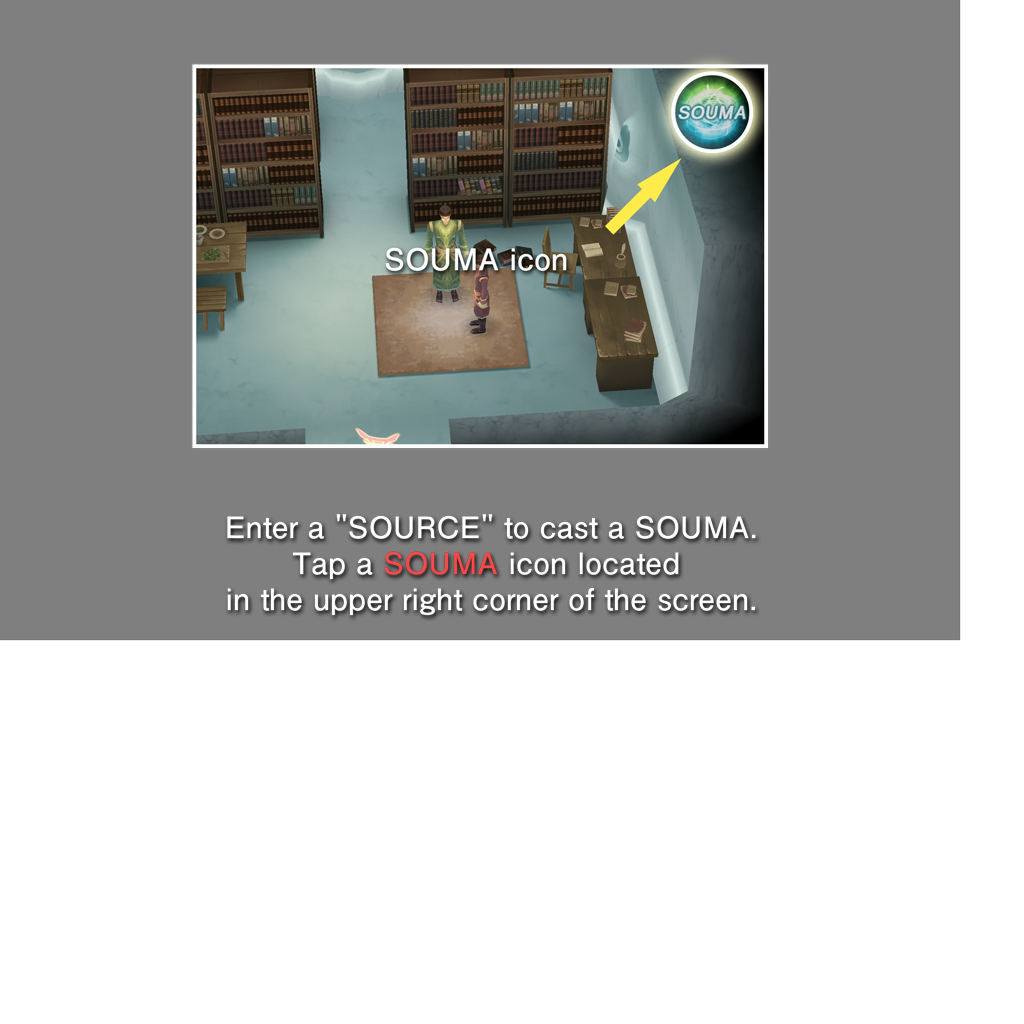 SOUMA
SOUMA icon
Enter a "SOURCE" to cast a SOUMA.
Tap a SOUMA icon located
in the upper right corner of the screen.